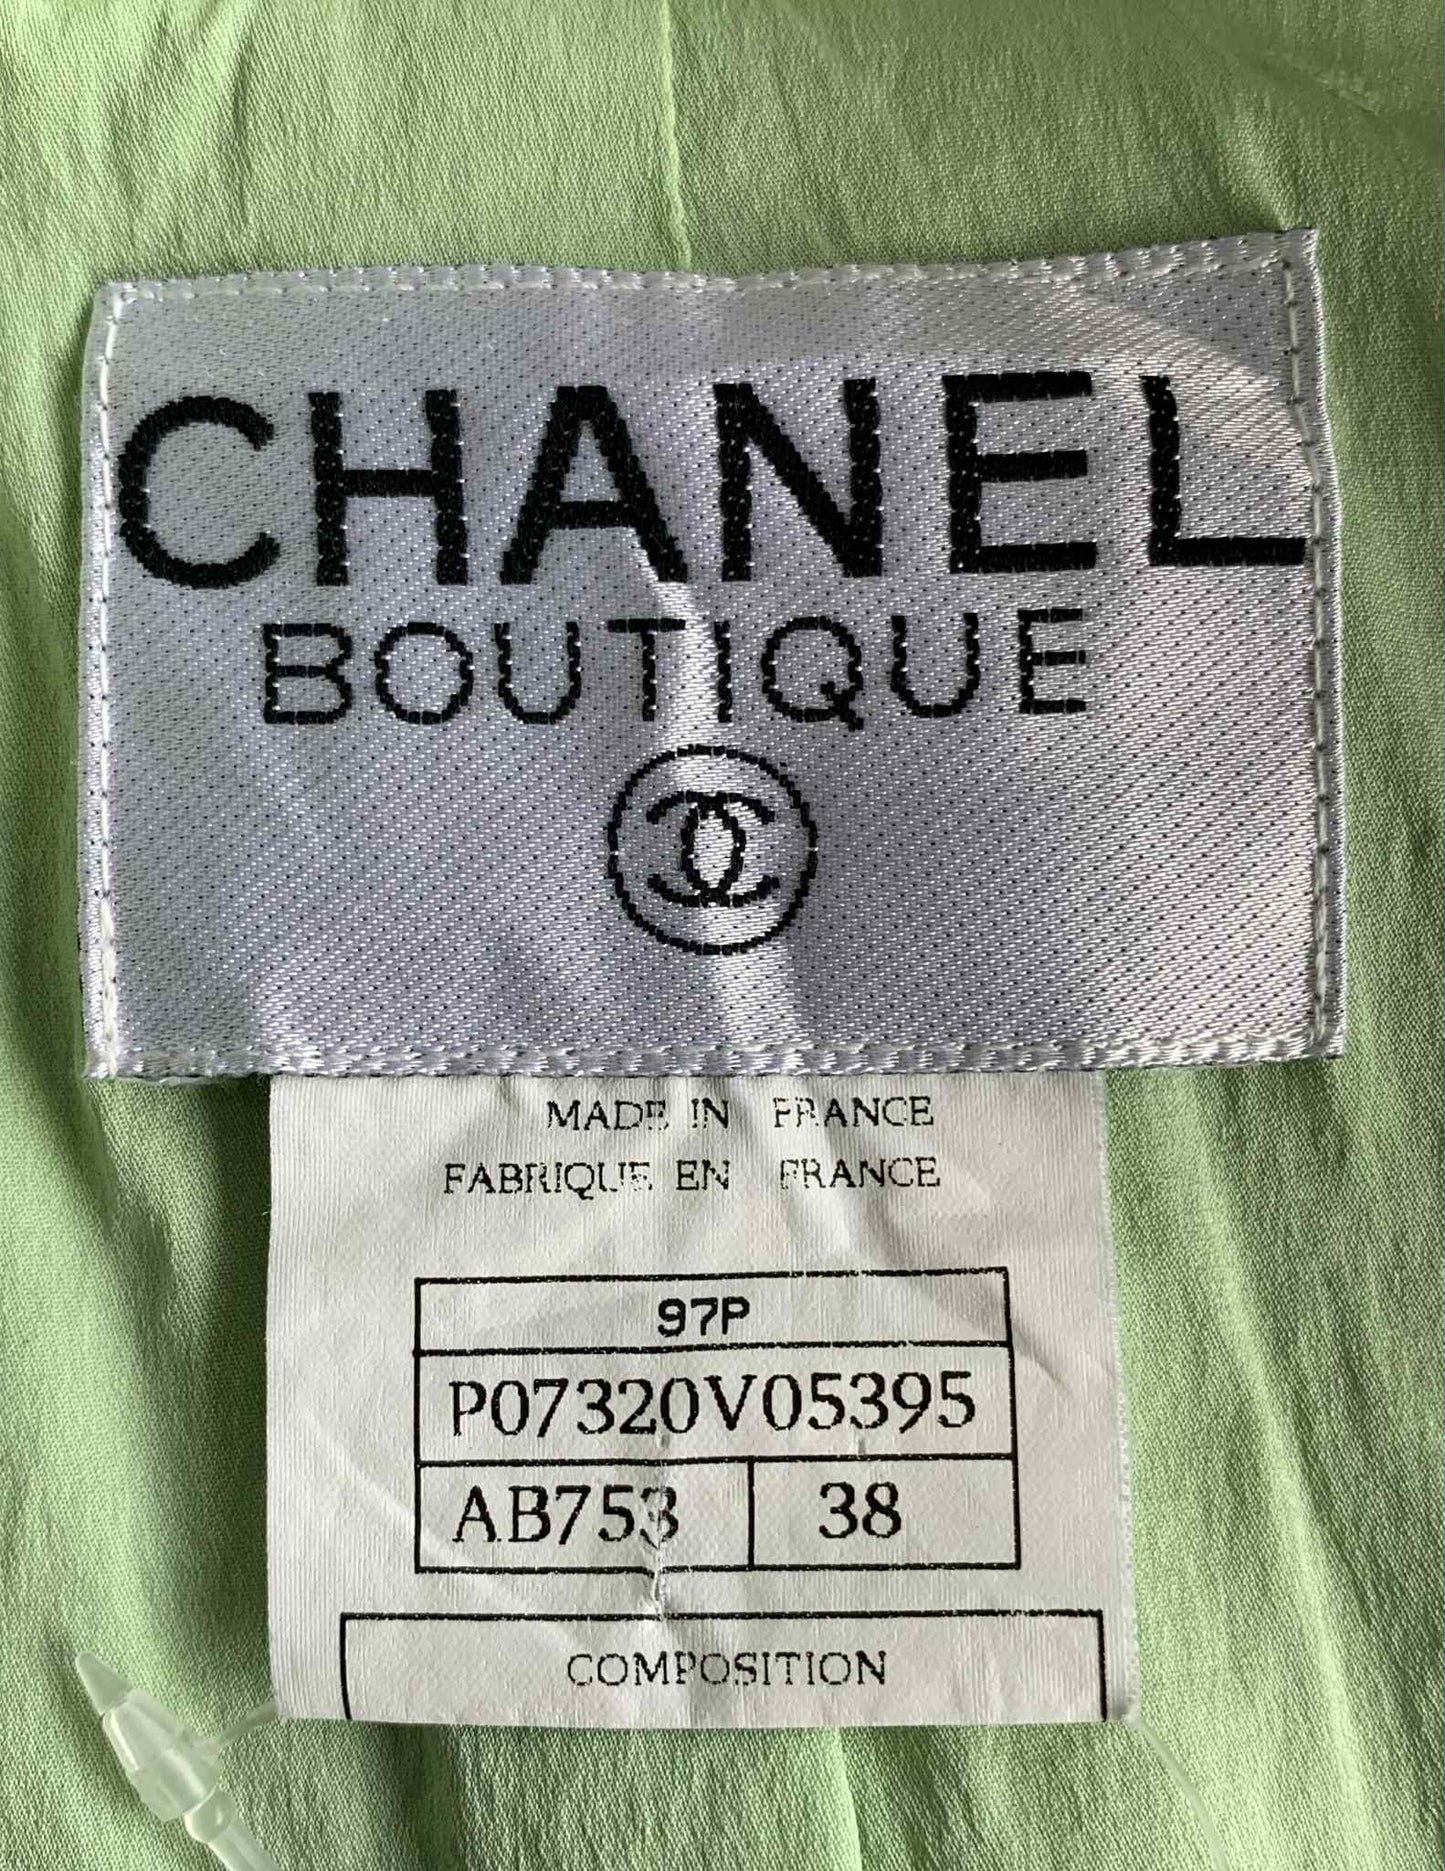 CHANEL
BOUTIQUE
MADE IN FRANCE
FABRIQUE EN FRANCE
97P
P07320V05395
AB753 38
COMPOSITION